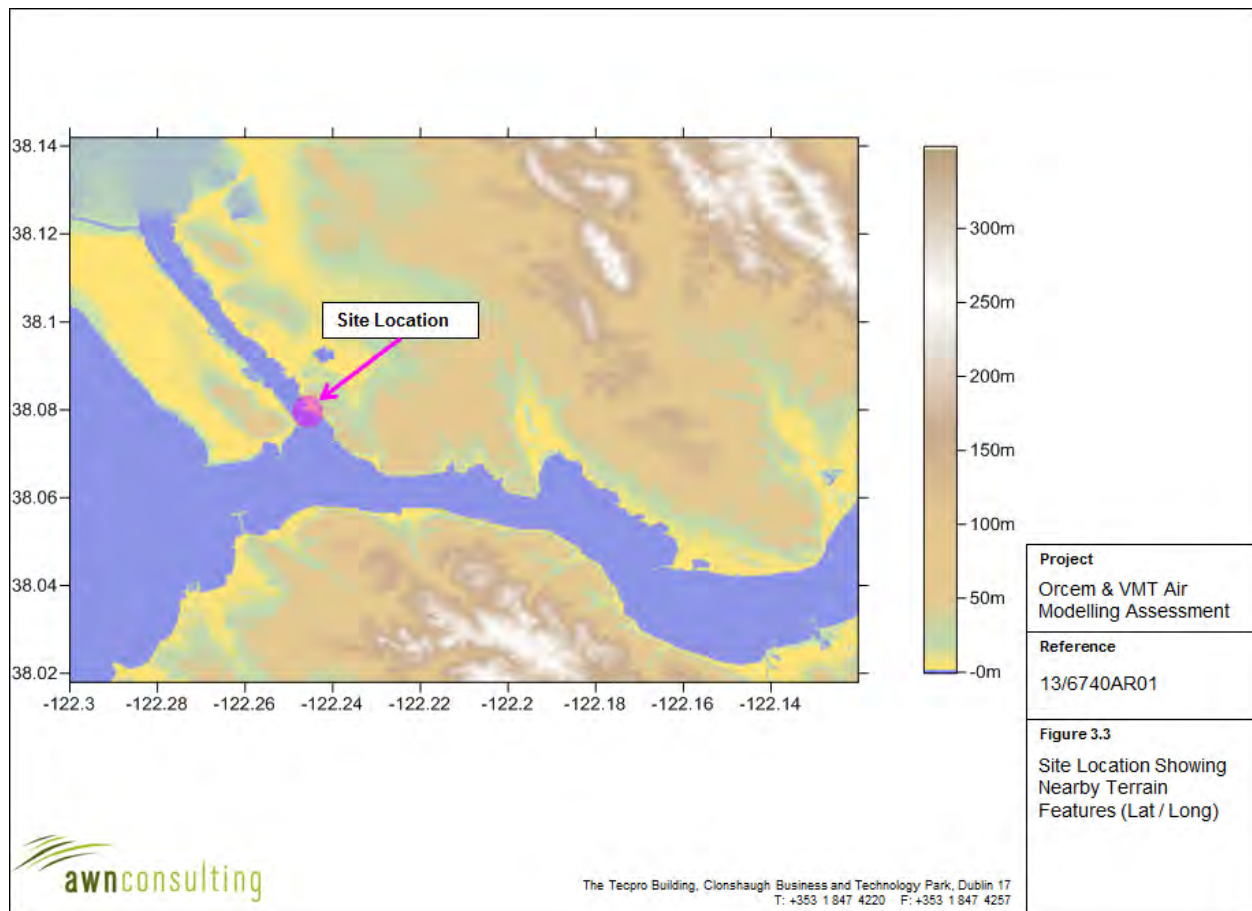 38.14
38.12
38.1
38.08
38.06
38.04
38.02
-122.3 -122.28 -122.26 -122.24 -122.22 -122.2 -122.18 -122.16 -122.14
Site Location
300m
250m
200m
150m
100m
50m
-0m
Project
Orcem & VMT Air
Modelling Assessment
Reference
13/6740AR01
Figure 3.3
Site Location Showing
Nearby Terrain
Features (Lat / Long)
awnconsulting
The Tecpro Building, Clonshaugh Business and Technology Park, Dublin 17
T: +353 1 847 4220 F: +353 1 847 4257